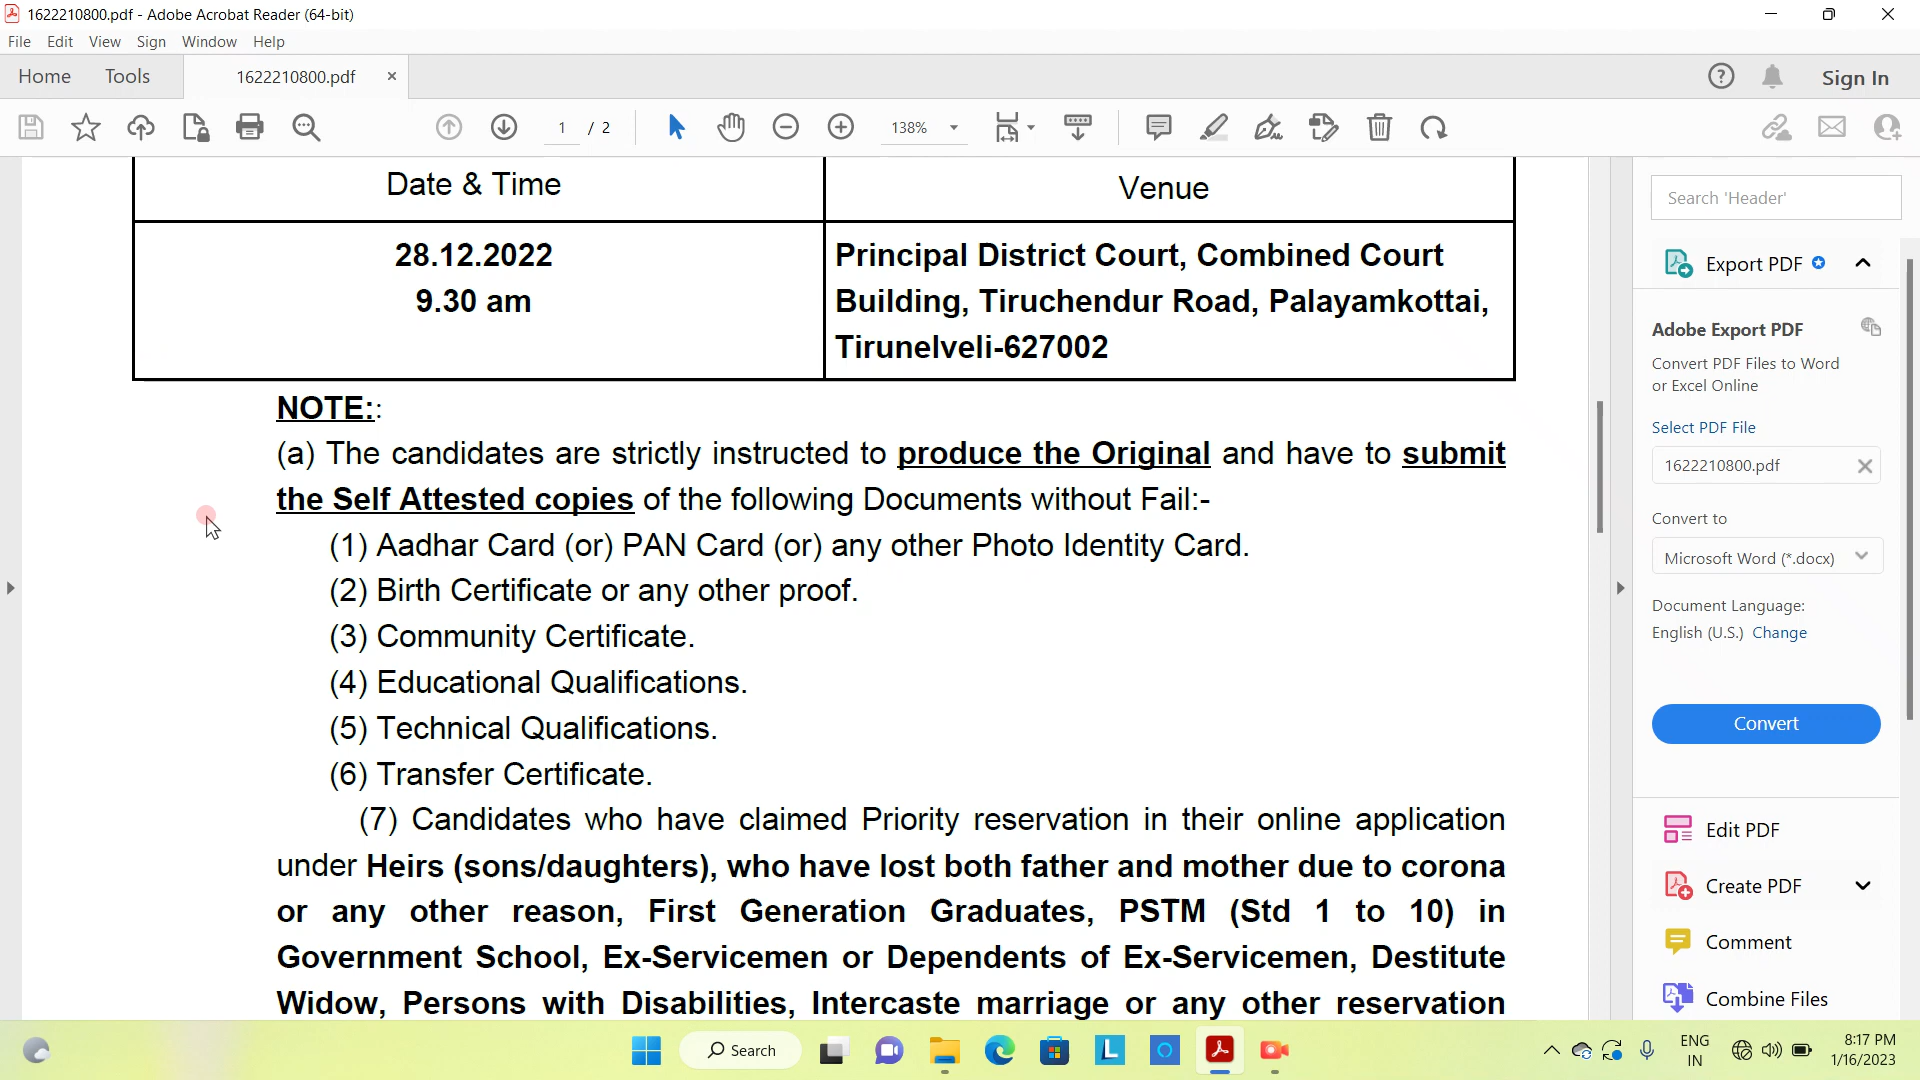 1622210800.pdf - Adobe Acrobat Reader (64-bit)
File Edit View Sign Window Help
Home Tools 1622210800.pdf × Sign In
1 / 2 138%
Date & Time
Venue
28.12.2022
9.30 am
Principal District Court, Combined Court
Building, Tiruchendur Road, Palayamkottai,
Tirunelveli-627002
NOTE::
(a) The candidates are strictly instructed to produce the Original and have to submit
the Self Attested copies of the following Documents without Fail:-
(1) Aadhar Card (or) PAN Card (or) any other Photo Identity Card.
(2) Birth Certificate or any other proof.
(3) Community Certificate.
(4) Educational Qualifications.
(5) Technical Qualifications.
(6) Transfer Certificate.
(7) Candidates who have claimed Priority reservation in their online application
under Heirs (sons/daughters), who have lost both father and mother due to corona
or any other reason, First Generation Graduates, PSTM (Std 1 to 10) in
Government School, Ex-Servicemen or Dependents of Ex-Servicemen, Destitute
Widow, Persons with Disabilities, Intercaste marriage or any other reservation
Search 'Header'
Export PDF
Adobe Export PDF
Convert PDF Files to Word
or Excel Online
Select PDF File
1622210800.pdf
Convert to
Microsoft Word (*.docx)
Document Language:
English (U.S.) Change
Convert
Edit PDF
Create PDF
Comment
Combine Files
Search
ENG
IN
8:17 PM
1/16/2023